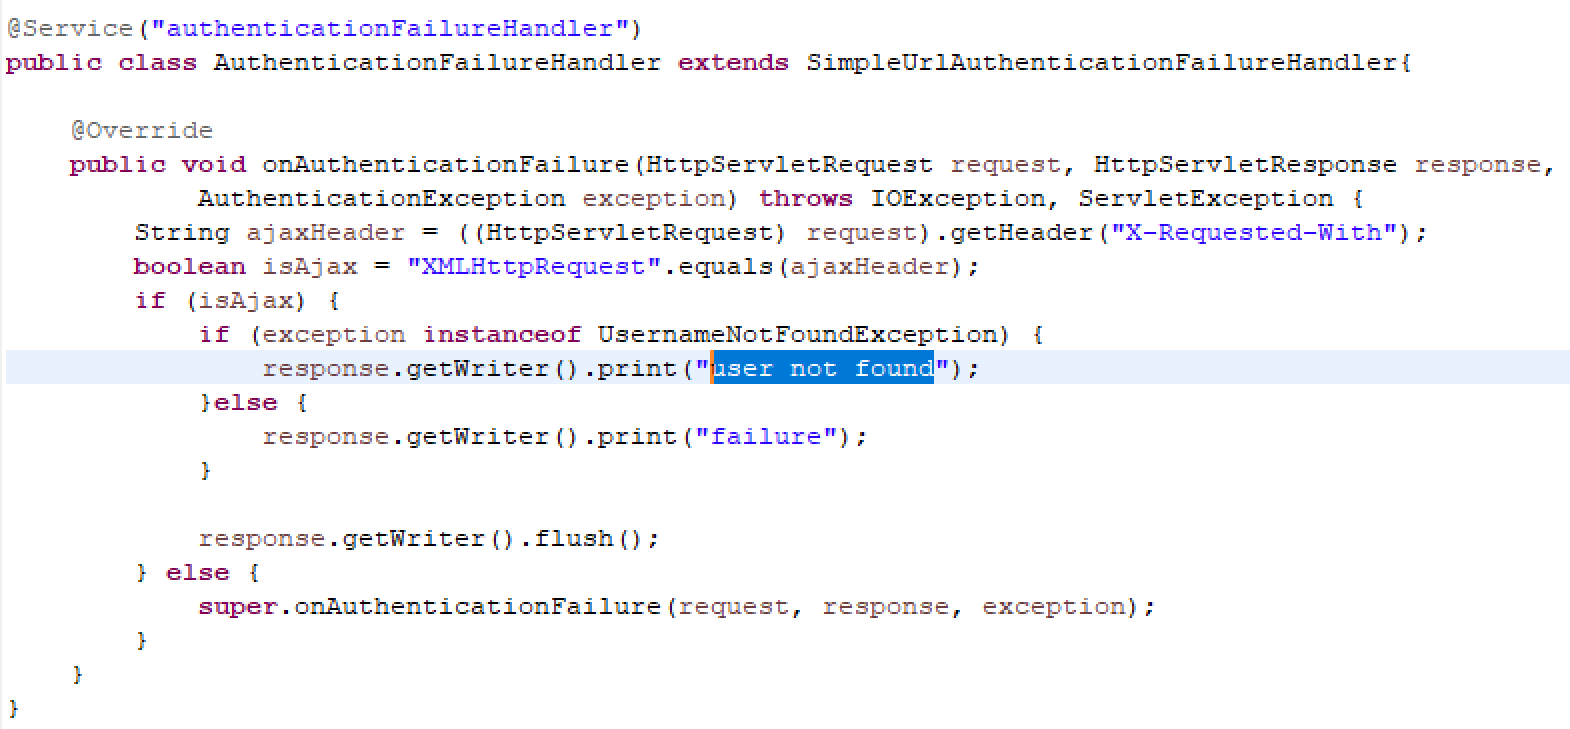 @Service("authenticationFailureHandler")
public class AuthenticationFailureHandler extends SimpleUrlAuthenticationFailureHandler{
@Override
public void onAuthenticationFailure(HttpServletRequest request, HttpServletResponse response,
AuthenticationException exception) throws IOException, ServletException {
String ajaxHeader = ((HttpServletRequest) request).getHeader("X-Requested-With");
boolean isAjax = "XMLHttpRequest".equals(ajaxHeader);
if (isAjax) {
if (exception instanceof UsernameNotFoundException) {
response.getWriter().print("user not found");
}else {
response.getWriter().print("failure");
}
response.getWriter().flush();
} else {
super.onAuthenticationFailure(request, response, exception);
}
}
}